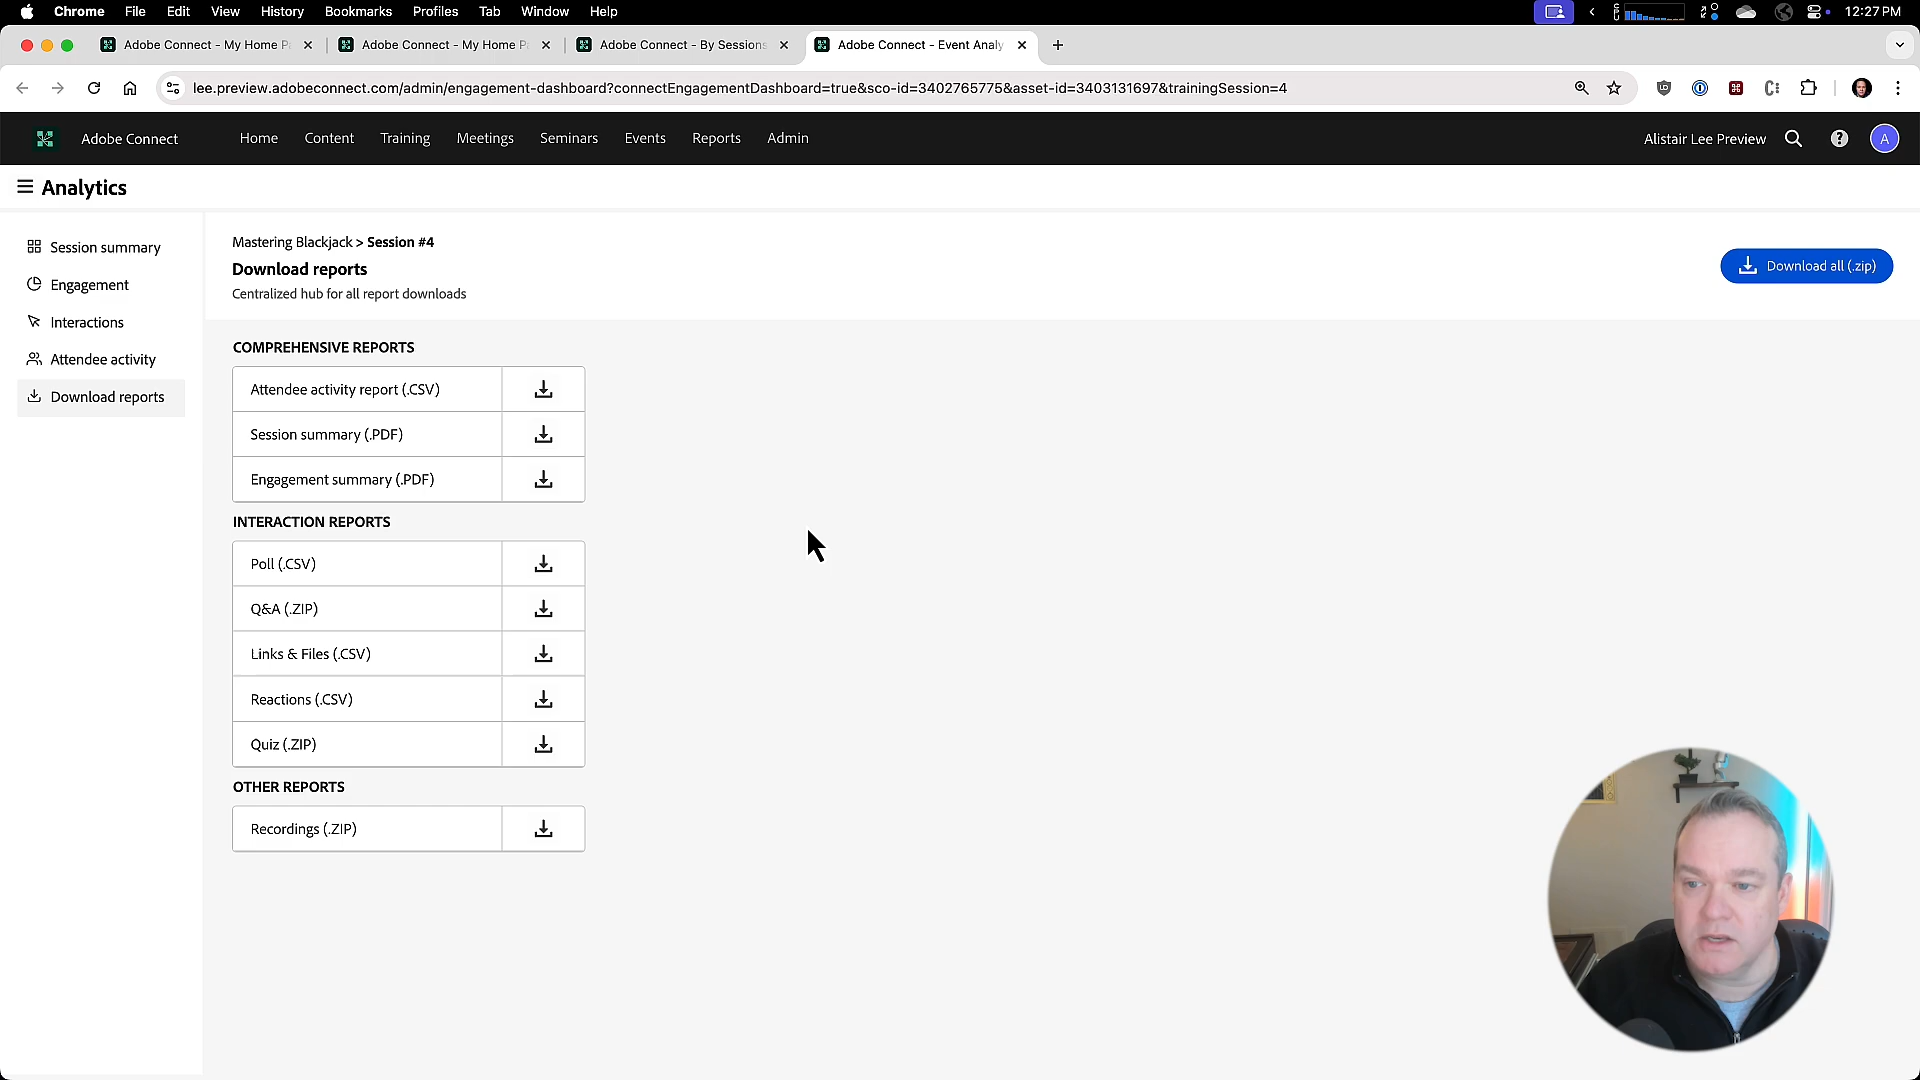 Chrome File Edit View History Bookmarks Profiles Tab Window Help
12:27 PM
Adobe Connect - My Home P
Adobe Connect - My Home P
Adobe Connect - By Sessions
Adobe Connect - Event Analy
lee.preview.adobeconnect.com/admin/engagement-dashboard?connectEngagementDashboard=true&sco-id=3402765775&asset-id=3403131697&trainingSession=4
Adobe Connect
Home Content Training Meetings Seminars Events Reports Admin
Alistair Lee Preview
A
Analytics
Session summary
Engagement
Interactions
Attendee activity
Download reports
Mastering Blackjack > Session #4
Download reports
Centralized hub for all report downloads
Download all (.zip)
COMPREHENSIVE REPORTS
Attendee activity report (.CSV)
Session summary (.PDF)
Engagement summary (.PDF)
INTERACTION REPORTS
Poll (.CSV)
Q&A (.ZIP)
Links & Files (.CSV)
Reactions (.CSV)
Quiz (.ZIP)
OTHER REPORTS
Recordings (.ZIP)